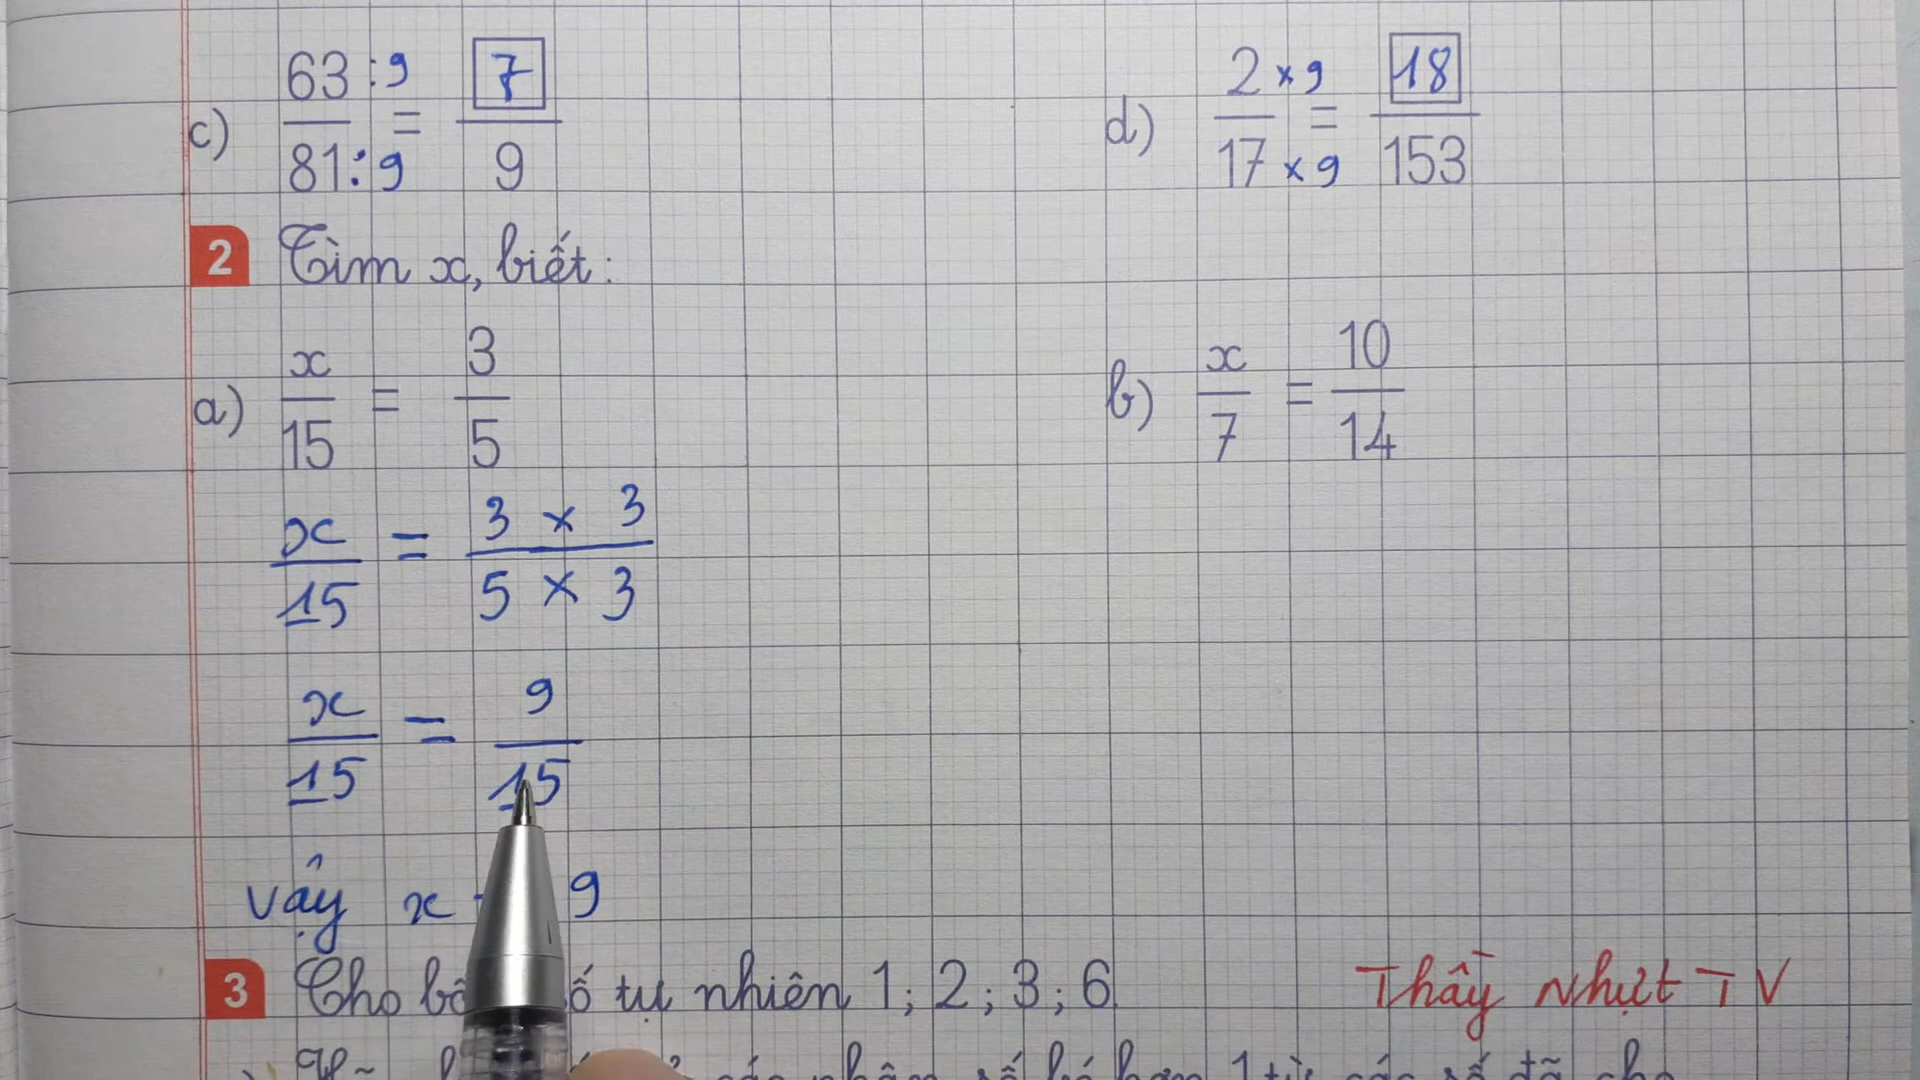 c) 63 : 9 / 81 : 9 = 7 / 9
d) 2 × 9 / 17 × 9 = 18 / 153
2 Tìm x, biết:
a) x / 15 = 3 / 5
b) x / 7 = 10 / 14
x / 15 = 3 × 3 / 5 × 3
x / 15 = 9 / 15
Vậy x 9
3 Cho số tự nhiên 1; 2; 3; 6.
Thầy Nhựt TV